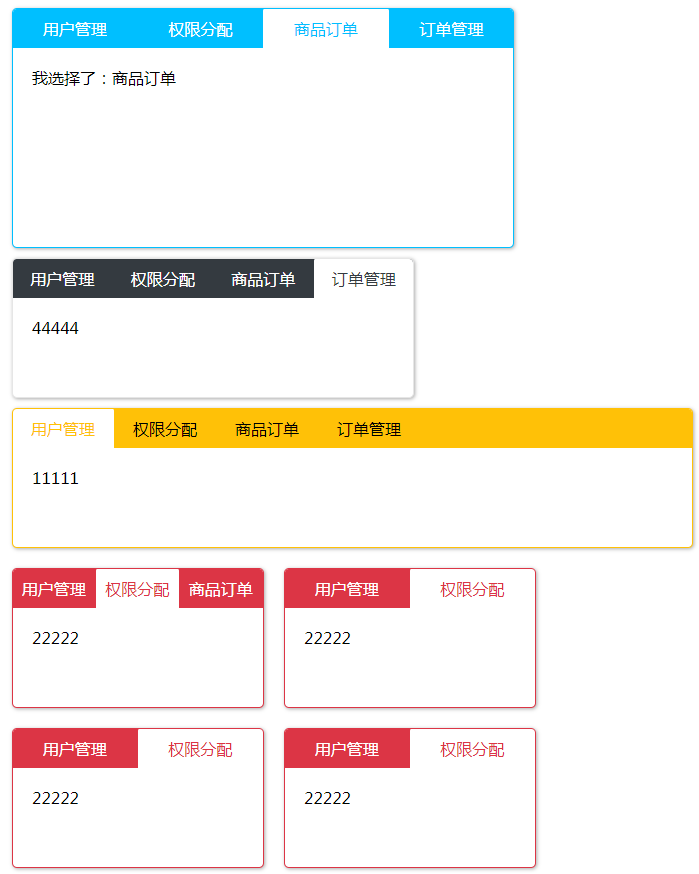 用户管理 权限分配 商品订单 订单管理
我选择了：商品订单
用户管理 权限分配 商品订单 订单管理
44444
用户管理 权限分配 商品订单 订单管理
11111
用户管理 权限分配 商品订单
22222
用户管理 权限分配
22222
用户管理 权限分配
22222
用户管理 权限分配
22222